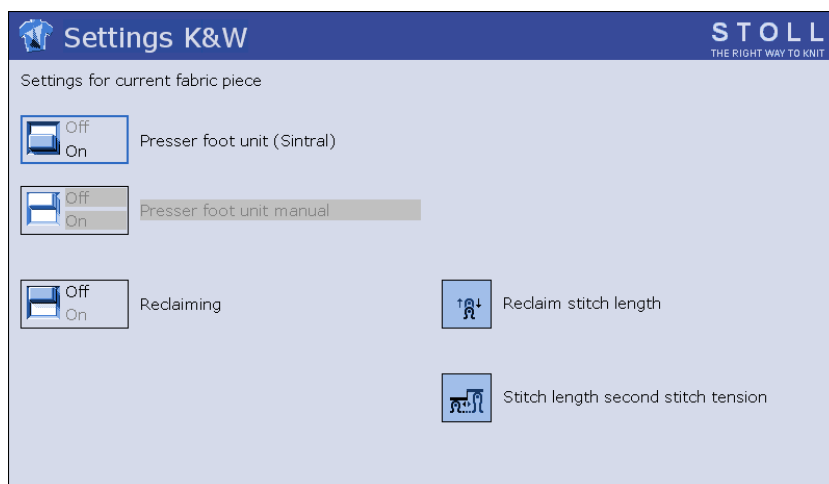 Settings K&W
STOLL
THE RIGHT WAY TO KNIT
Settings for current fabric piece
Off
On
Presser foot unit (Sintral)
Off
On
Presser foot unit manual
Off
On
Reclaiming
Reclaim stitch length
Stitch length second stitch tension